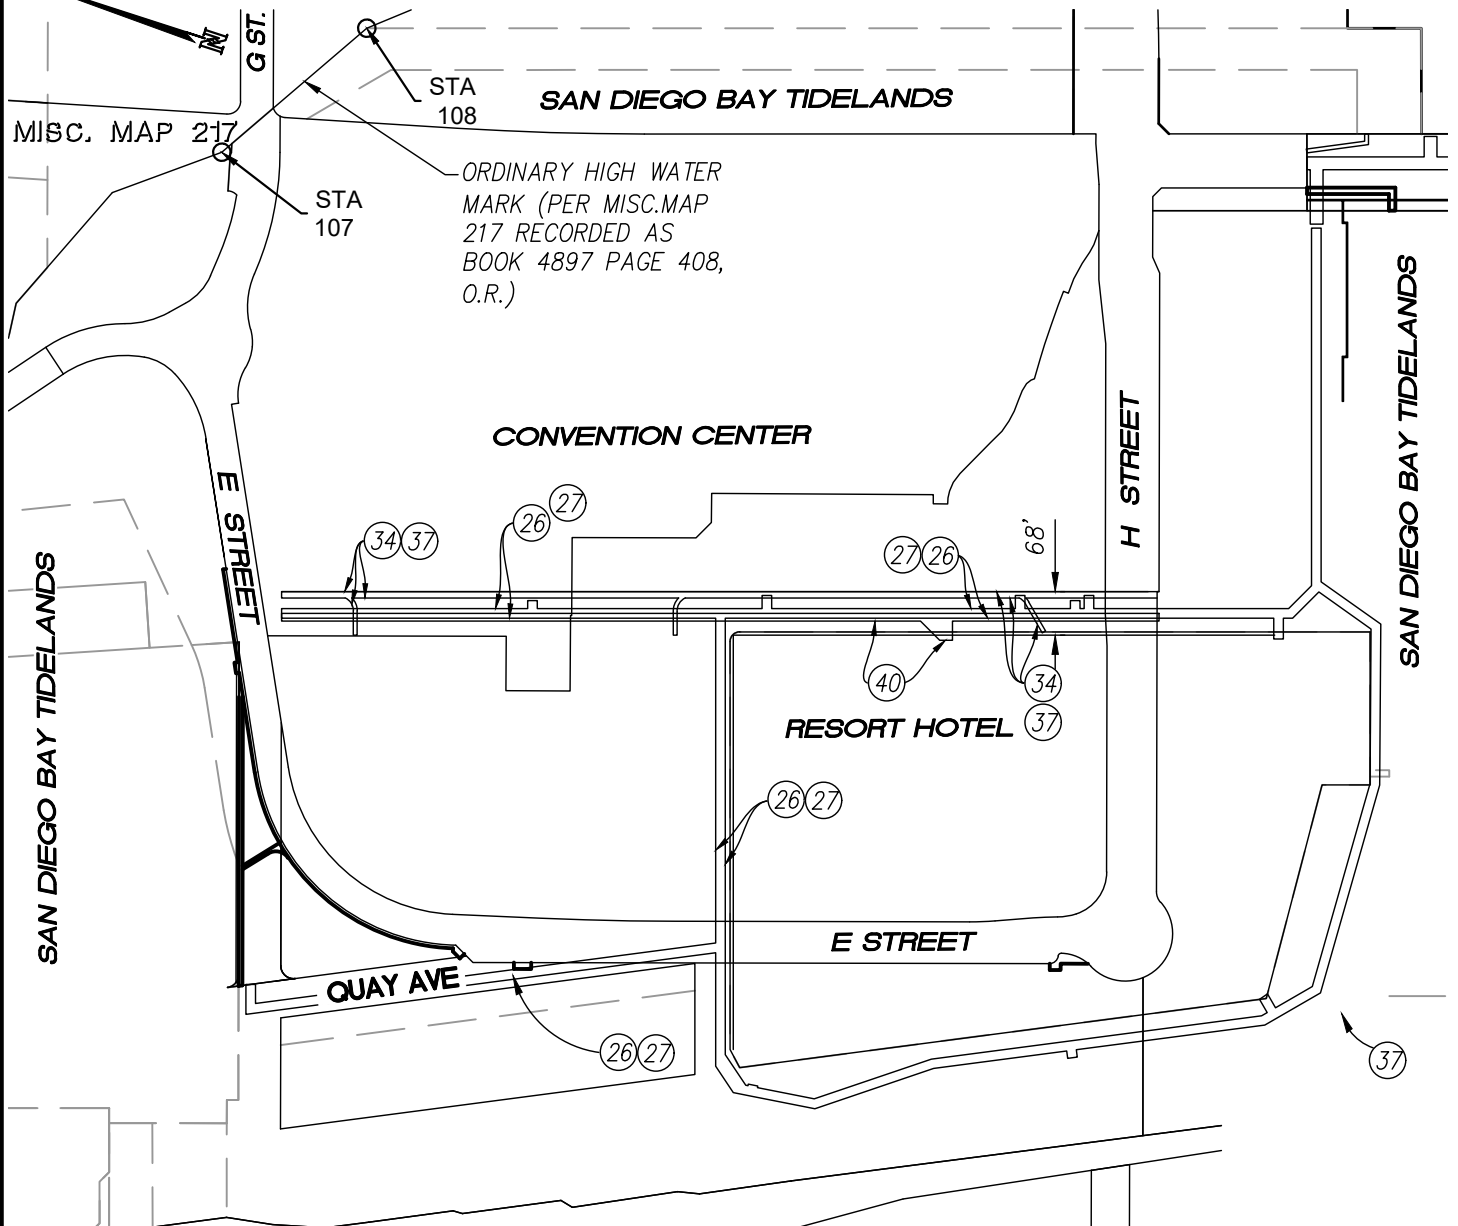 N
G ST.
STA
108
SAN DIEGO BAY TIDELANDS
MISC. MAP 217
STA
107
ORDINARY HIGH WATER
MARK (PER MISC.MAP
217 RECORDED AS
BOOK 4897 PAGE 408,
O.R.)
SAN DIEGO BAY TIDELANDS
H STREET
CONVENTION CENTER
E STREET
27
26
34 37
27 26
68'
SAN DIEGO BAY TIDELANDS
40
34
37
RESORT HOTEL
26 27
E STREET
QUAY AVE
26 27
37